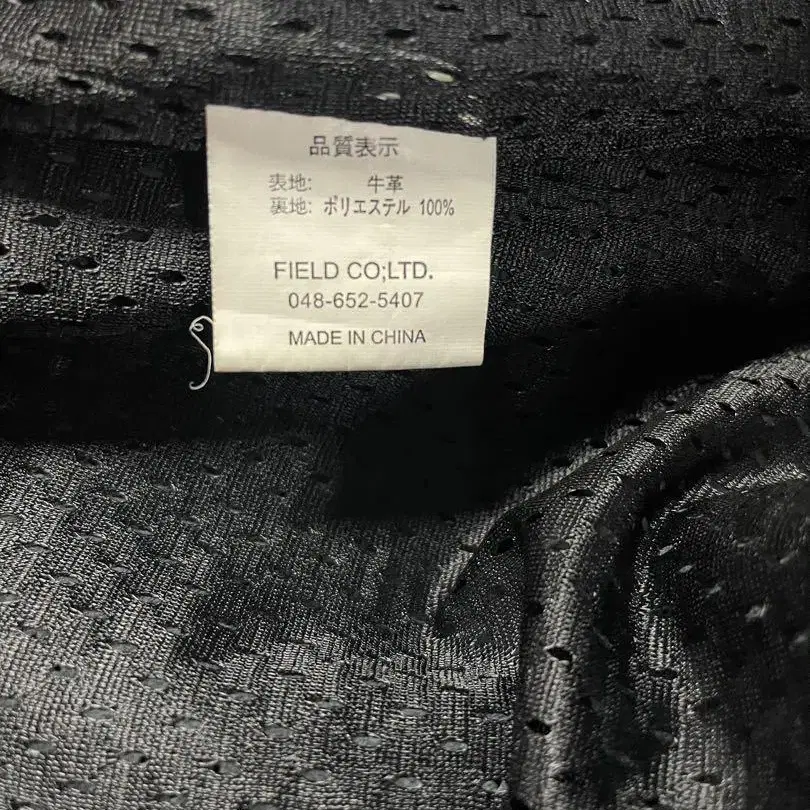 品質表示
表地: 牛革
裏地: ポリエステル 100%
FIELD CO;LTD.
048-652-5407
MADE IN CHINA